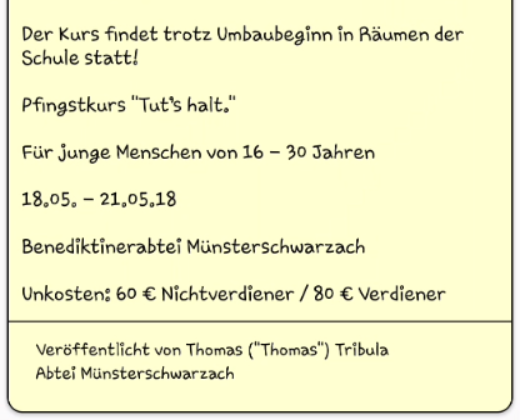 Der Kurs findet trotz Umbaubeginn in Räumen der
Schule statt!
Pfingstkurs "Tut's halt."
Für junge Menschen von 16 – 30 Jahren
18.05. – 21.05.18
Benediktinerabtei Münsterschwarzach
Unkosten: 60 € Nichtverdiener / 80 € Verdiener
Veröffentlicht von Thomas ("Thomas") Tribula
Abtei Münsterschwarzach